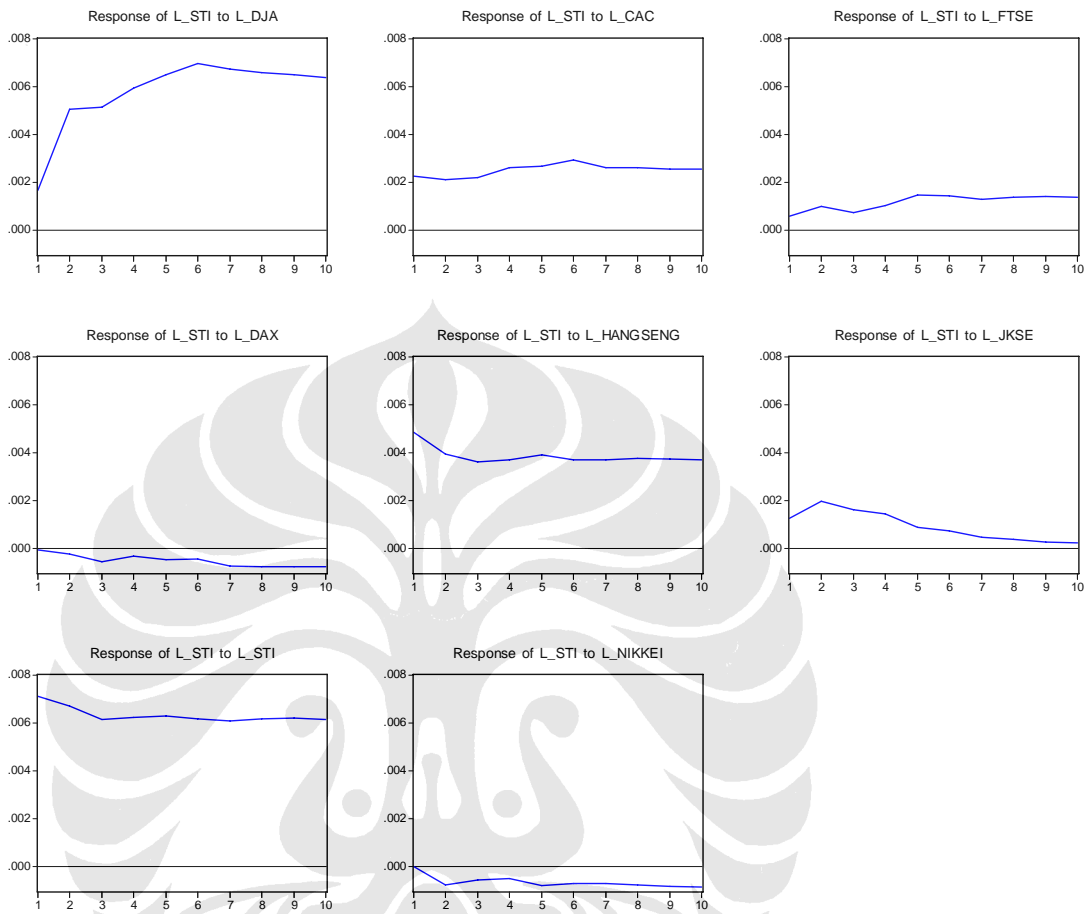 Response of L_STI to L_DJA
.008
.006
.004
.002
.000
1 2 3 4 5 6 7 8 9 10
Response of L_STI to L_CAC
.008
.006
.004
.002
.000
1 2 3 4 5 6 7 8 9 10
Response of L_STI to L_FTSE
.008
.006
.004
.002
.000
1 2 3 4 5 6 7 8 9 10
Response of L_STI to L_DAX
.008
.006
.004
.002
.000
1 2 3 4 5 6 7 8 9 10
Response of L_STI to L_HANGSENG
.008
.006
.004
.002
.000
1 2 3 4 5 6 7 8 9 10
Response of L_STI to L_JKSE
.008
.006
.004
.002
.000
1 2 3 4 5 6 7 8 9 10
Response of L_STI to L_STI
.008
.006
.004
.002
.000
1 2 3 4 5 6 7 8 9 10
Response of L_STI to L_NIKKEI
.008
.006
.004
.002
.000
1 2 3 4 5 6 7 8 9 10